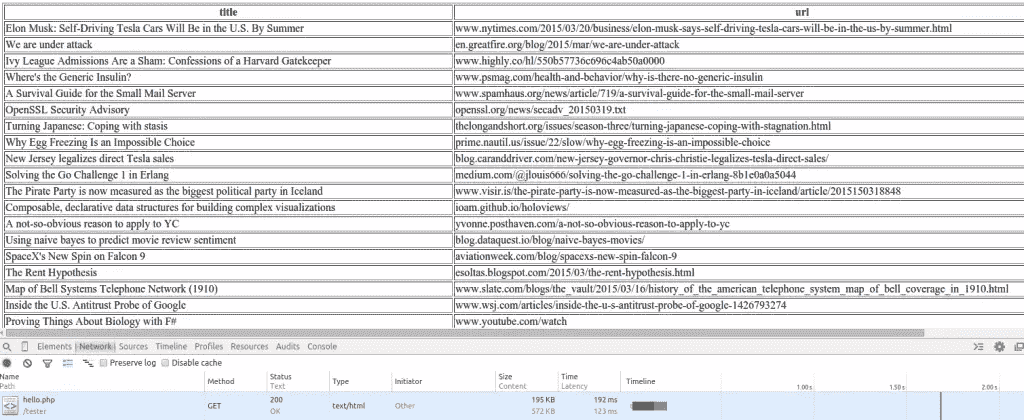 title url
Elon Musk: Self-Driving Tesla Cars Will Be in the U.S. By Summer www.nytimes.com/2015/03/20/business/elon-musk-says-self-driving-tesla-cars-will-be-in-the-us-by-summer.html
We are under attack en.greatfire.org/blog/2015/mar/we-are-under-attack
Ivy League Admissions Are a Sham: Confessions of a Harvard Gatekeeper www.highly.co/hl/550b57736c696c4ab50a0000
Where's the Generic Insulin? www.psmag.com/health-and-behavior/why-is-there-no-generic-insulin
A Survival Guide for the Small Mail Server www.spamhaus.org/news/article/719/a-survival-guide-for-the-small-mail-server
OpenSSL Security Advisory openssl.org/news/secadv_20150319.txt
Turning Japanese: Coping with stasis thelongandshort.org/issues/season-three/turning-japanese-coping-with-stagnation.html
Why Egg Freezing Is an Impossible Choice prime.nautil.us/issue/22/slow/why-egg-freezing-is-an-impossible-choice
New Jersey legalizes direct Tesla sales blog.caranddriver.com/new-jersey-governor-chris-christie-legalizes-tesla-direct-sales/
Solving the Go Challenge 1 in Erlang medium.com/@jlouis666/solving-the-go-challenge-1-in-erlang-8b1e0a0a5044
The Pirate Party is now measured as the biggest political party in Iceland www.visir.is/the-pirate-party-is-now-measured-as-the-biggest-party-in-iceland/article/2015150318848
Composable, declarative data structures for building complex visualizations ioam.github.io/holoviews/
A not-so-obvious reason to apply to YC yvonne.posthaven.com/a-not-so-obvious-reason-to-apply-to-yc
Using naive bayes to predict movie review sentiment blog.dataquest.io/blog/naive-bayes-movies/
SpaceX's New Spin on Falcon 9 aviationweek.com/blog/spacexs-new-spin-falcon-9
The Rent Hypothesis esoltas.blogspot.com/2015/03/the-rent-hypothesis.html
Map of Bell Systems Telephone Network (1910) www.slate.com/blogs/the_vault/2015/03/16/history_of_the_american_telephone_system_map_of_bell_coverage_in_1910.html
Inside the U.S. Antitrust Probe of Google www.wsj.com/articles/inside-the-u-s-antitrust-probe-of-google-1426793274
Proving Things About Biology with F# www.youtube.com/watch
Elements Network Sources Timeline Profiles Resources Audits Console
Preserve log Disable cache
Name Method Status Type Initiator Size Time Timeline
Path Text Content Latency 1.00 s 1.50 s 2.00 s
hello.php GET 200 text/html Other 195 KB 192 ms
/tester OK 572 KB 123 ms